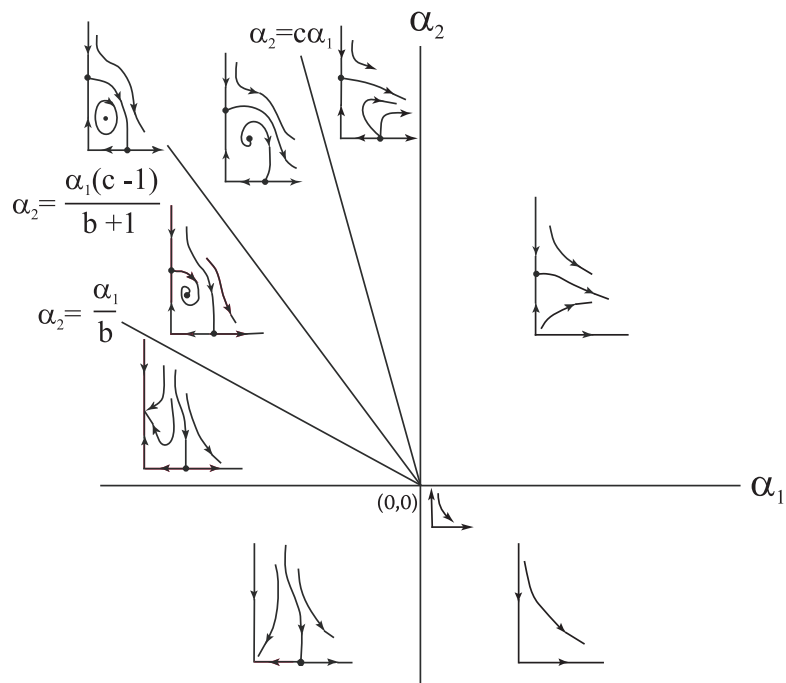 α₂
α₂=cα₁
α₂= α₁(c -1)
b +1
α₂= α₁
b
α₁
(0,0)